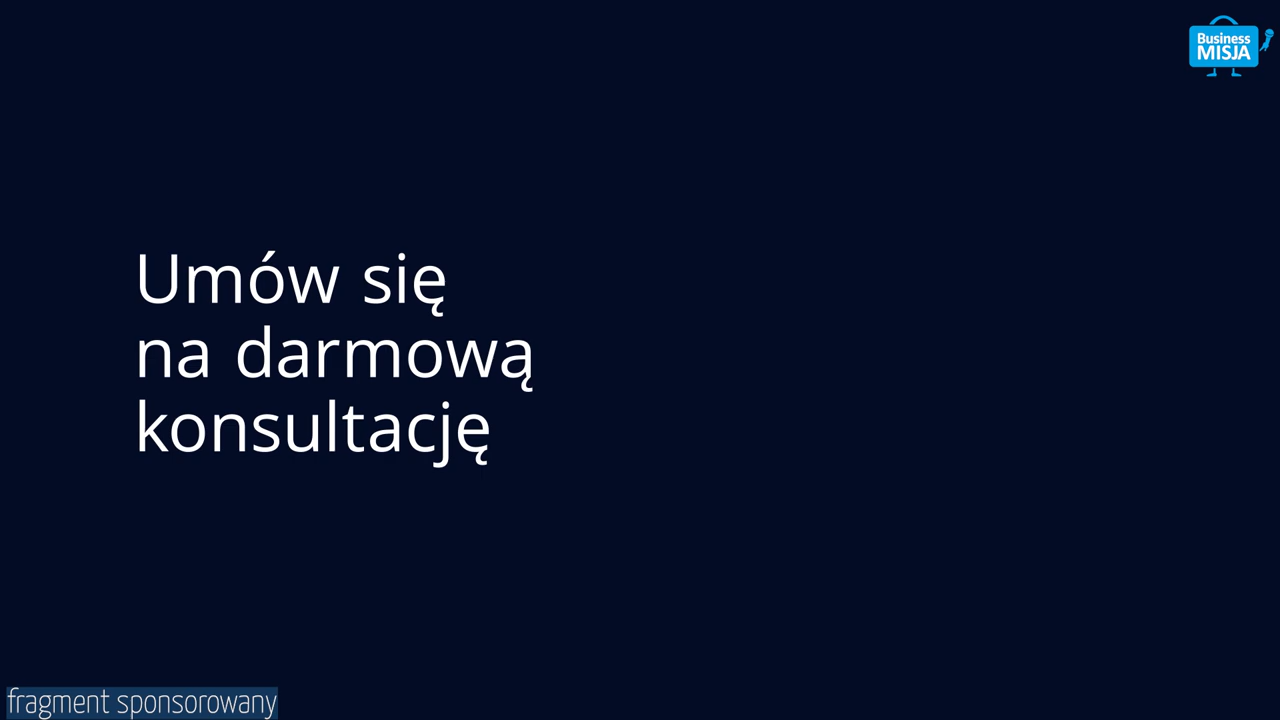 Business
MISJA
Umów się
na darmową
konsultację
fragment sponsorowany